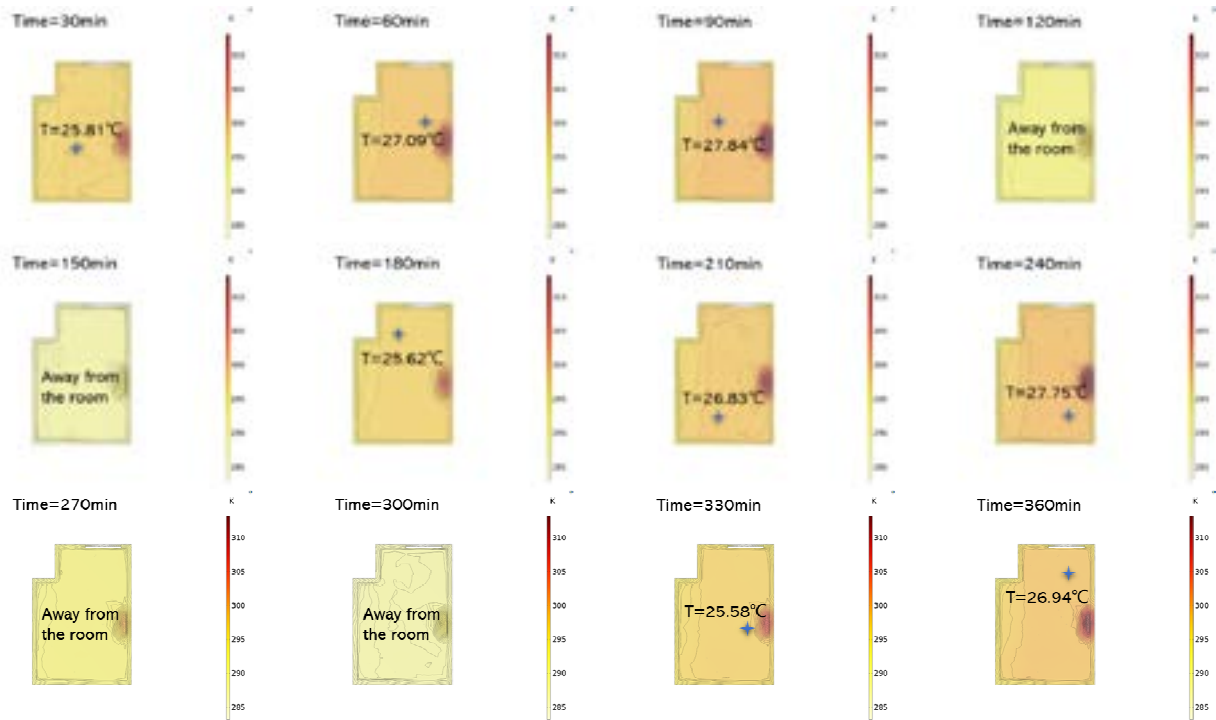 Time=30min
K
T=25.81℃
Time=60min
K
T=27.09℃
Time=90min
K
T=27.84℃
Time=120min
K
Away from
the room
Time=150min
K
Away from
the room
Time=180min
K
T=25.62℃
Time=210min
K
T=26.83℃
Time=240min
K
T=27.75℃
Time=270min
K
310
305
300
295
290
285
Away from
the room
Time=300min
K
310
305
300
295
290
285
Away from
the room
Time=330min
K
310
305
300
295
290
285
T=25.58℃
Time=360min
K
310
305
300
295
290
285
T=26.94℃